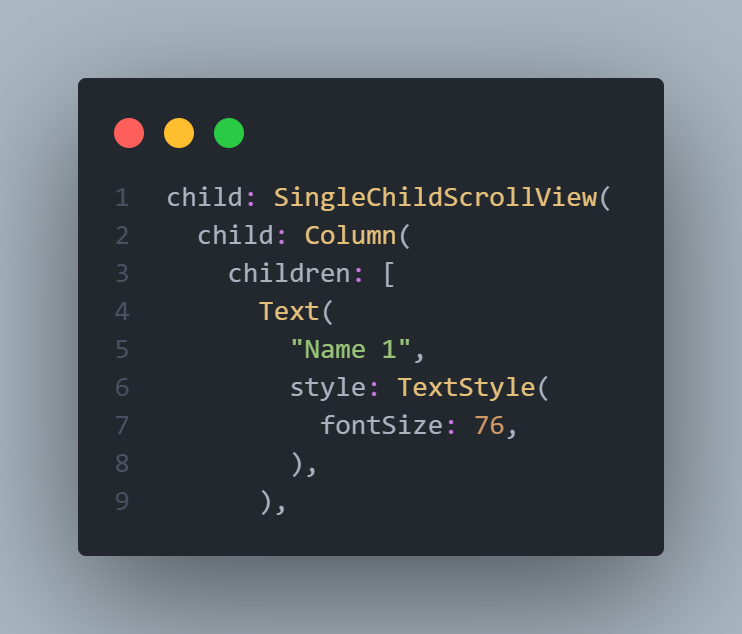 1 child: SingleChildScrollView(
2   child: Column(
3     children: [
4       Text(
5         "Name 1",
6         style: TextStyle(
7           fontSize: 76,
8         ),
9       ),